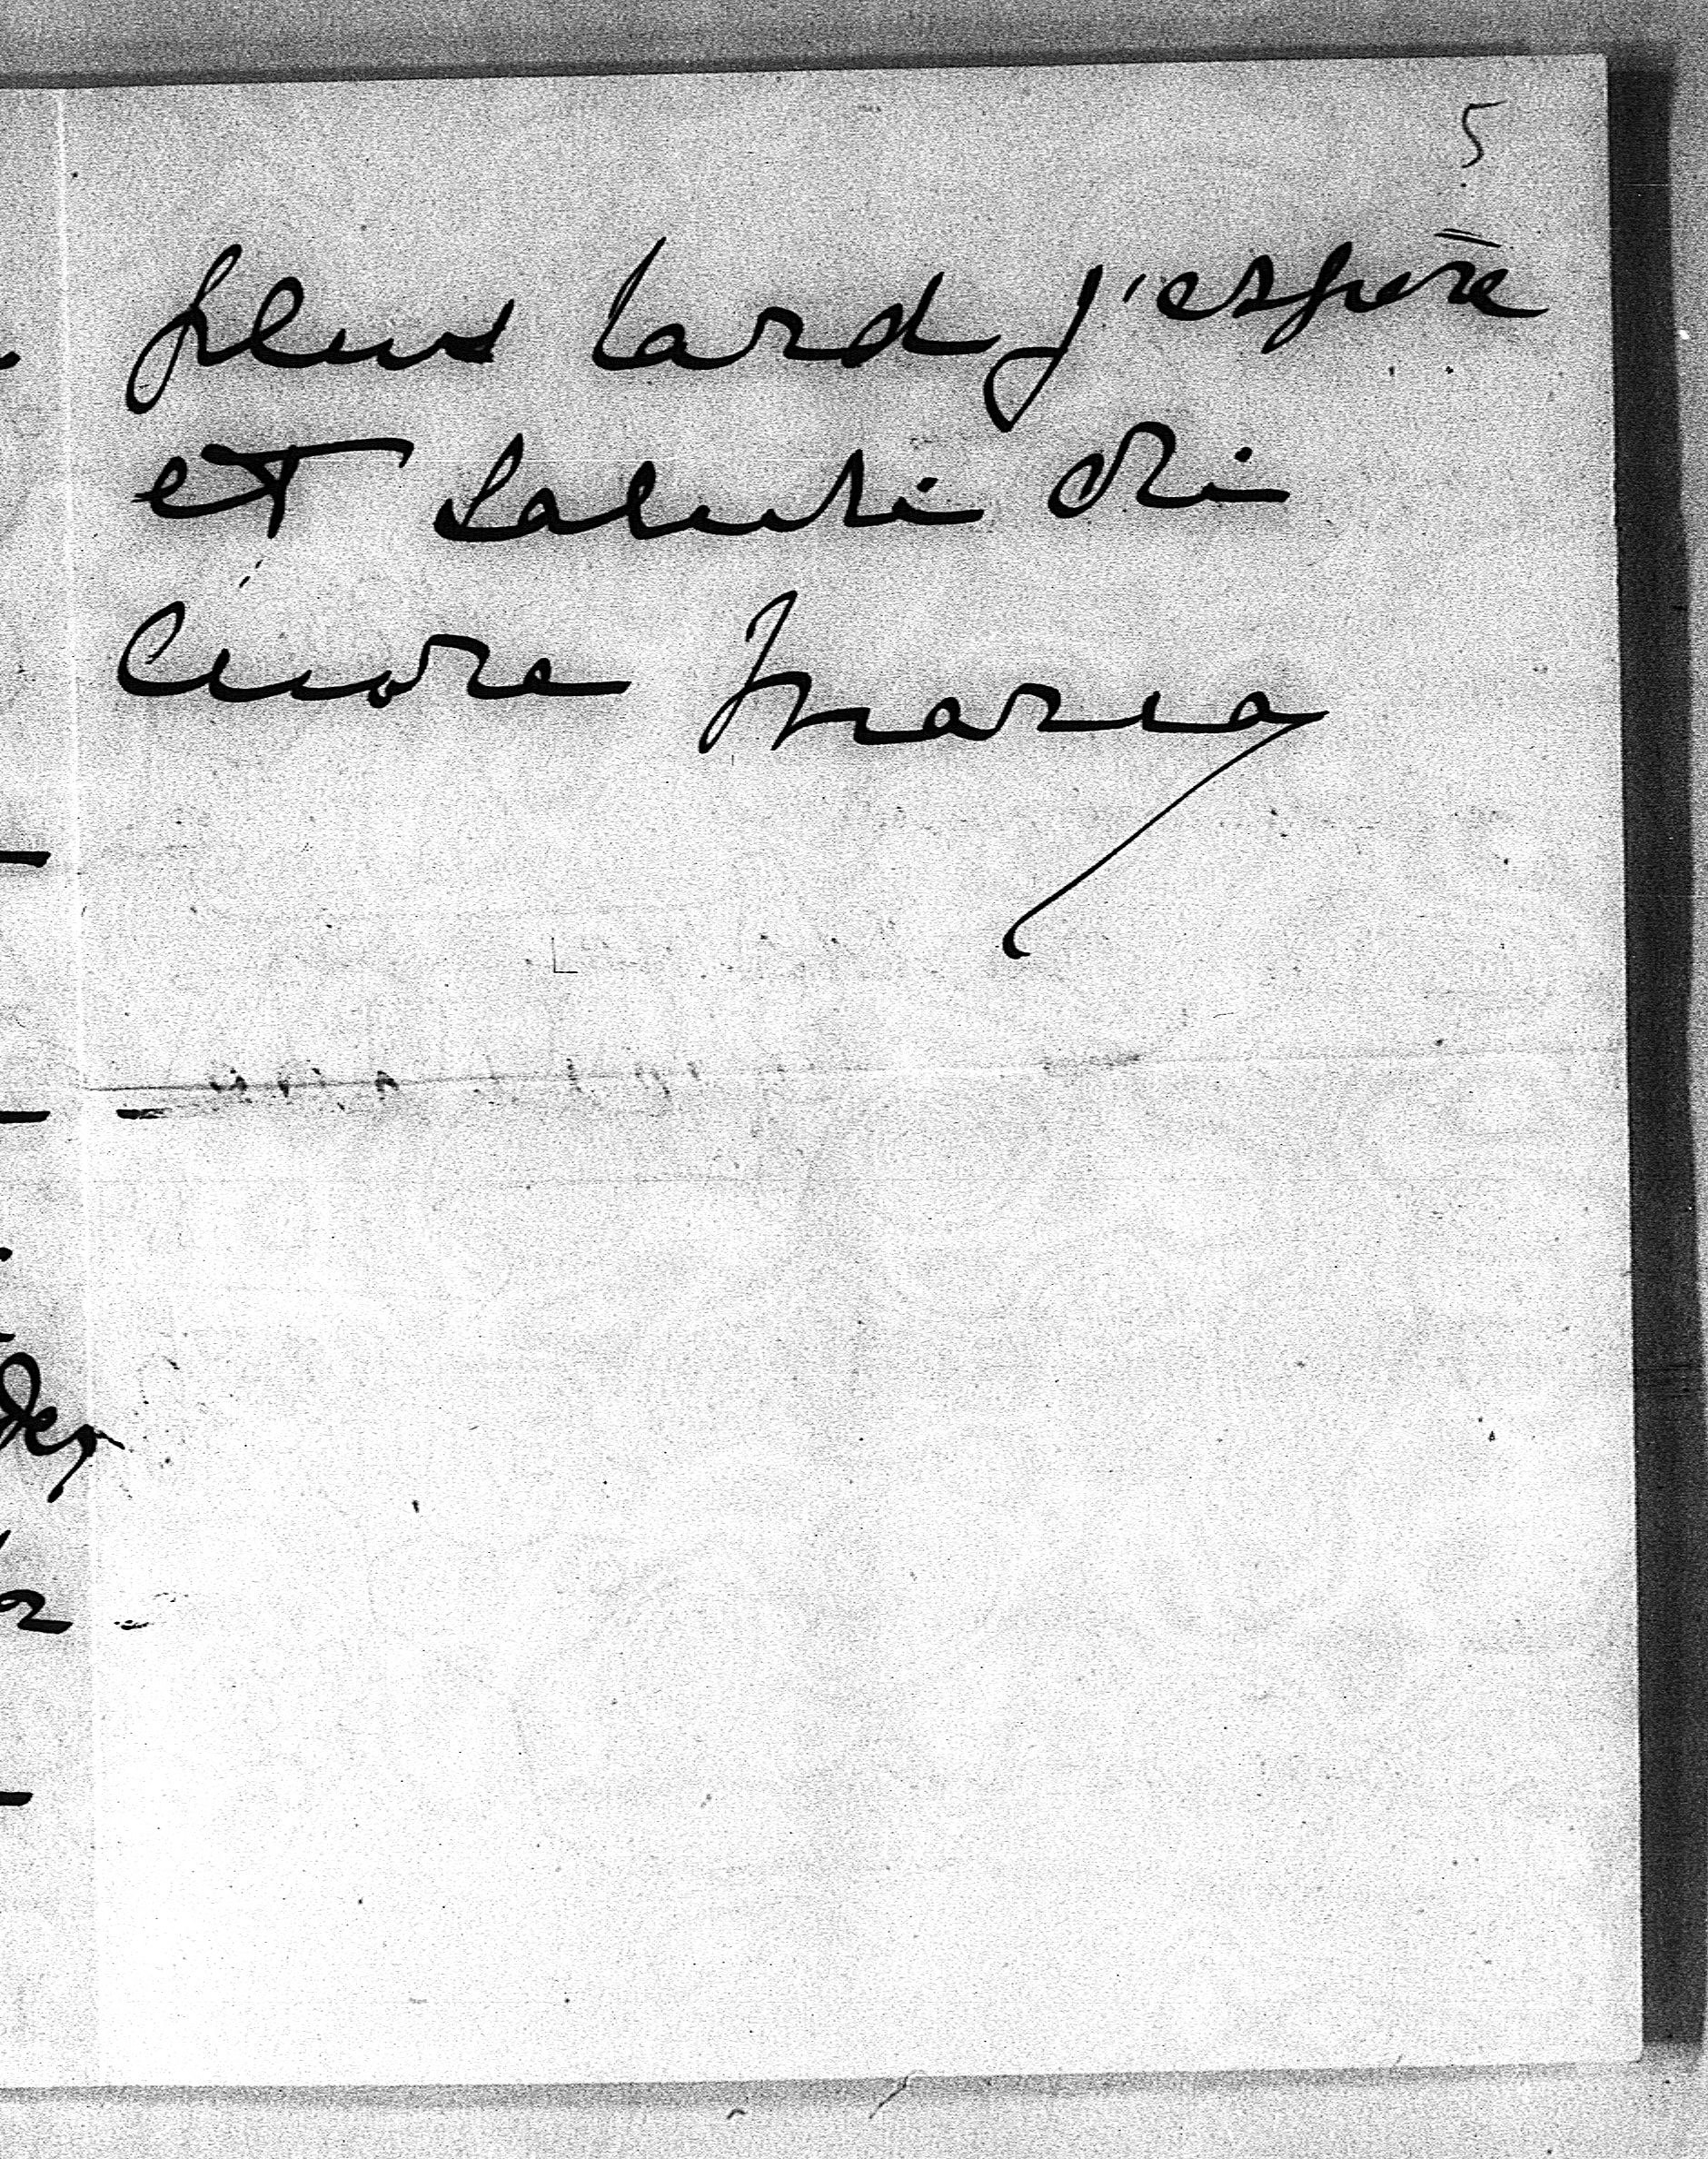 5
plus tard j'espère
et saluti di
cuore Maria